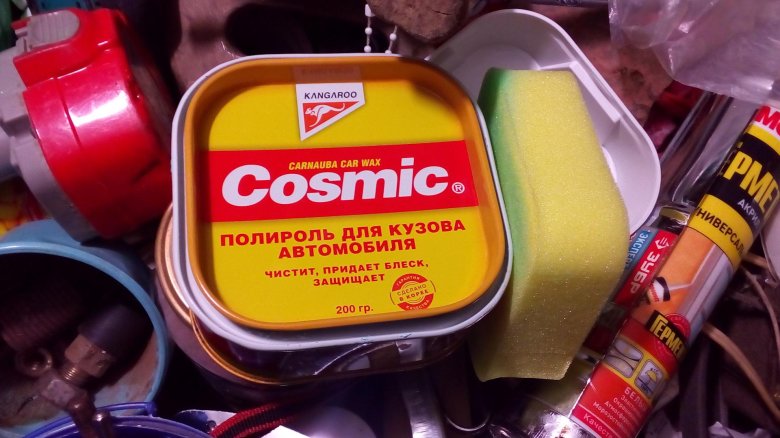 KANGAROO
CARNAUBA CAR WAX
Cosmic®
ПОЛИРОЛЬ ДЛЯ КУЗОВА
АВТОМОБИЛЯ
ЧИСТИТ, ПРИДАЕТ БЛЕСК,
ЗАЩИЩАЕТ
СДЕЛАНО
В КОРЕЕ
200 гр.
ЗУБР
УНИВЕРСАЛ
ГЕРМЕ